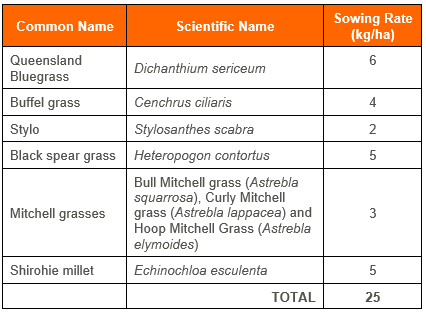 Common Name Scientific Name Sowing Rate
(kg/ha)
Queensland
Bluegrass Dichanthium sericeum 6
Buffel grass Cenchrus ciliaris 4
Stylo Stylosanthes scabra 2
Black spear grass Heteropogon contortus 5
Mitchell grasses Bull Mitchell grass (Astrebla
squarrosa), Curly Mitchell
grass (Astrebla lappacea) and
Hoop Mitchell Grass (Astrebla
elymoides) 3
Shirohie millet Echinochloa esculenta 5
TOTAL 25